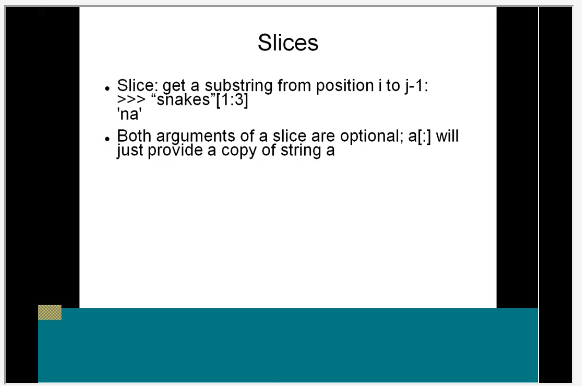 Slices
• Slice: get a substring from position i to j-1:
>>> “snakes”[1:3]
'na'
• Both arguments of a slice are optional; a[:] will
just provide a copy of string a